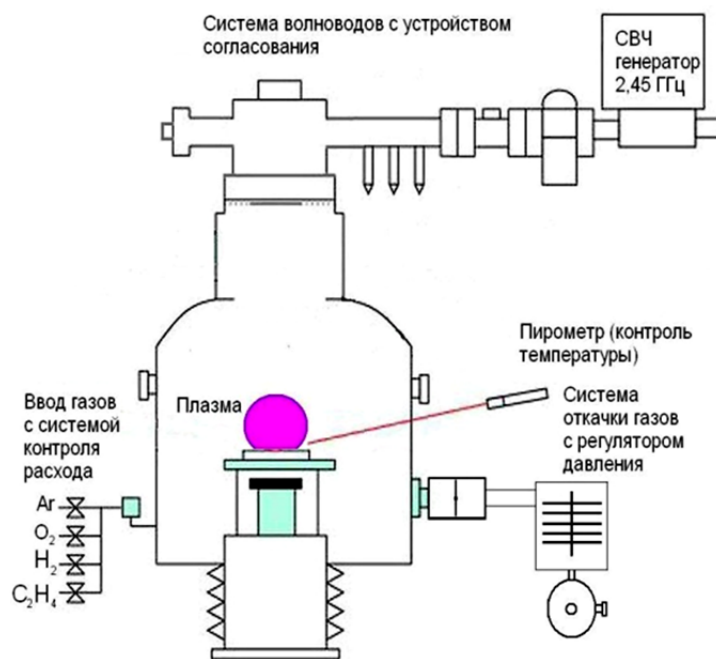 Система волноводов с устройством
согласования
СВЧ
генератор
2,45 ГГц
Пирометр (контроль
температуры)
Система
откачки газов
с регулятором
давления
Плазма
Ввод газов
с системой
контроля
расхода
Ar
O₂
H₂
C₂H₄